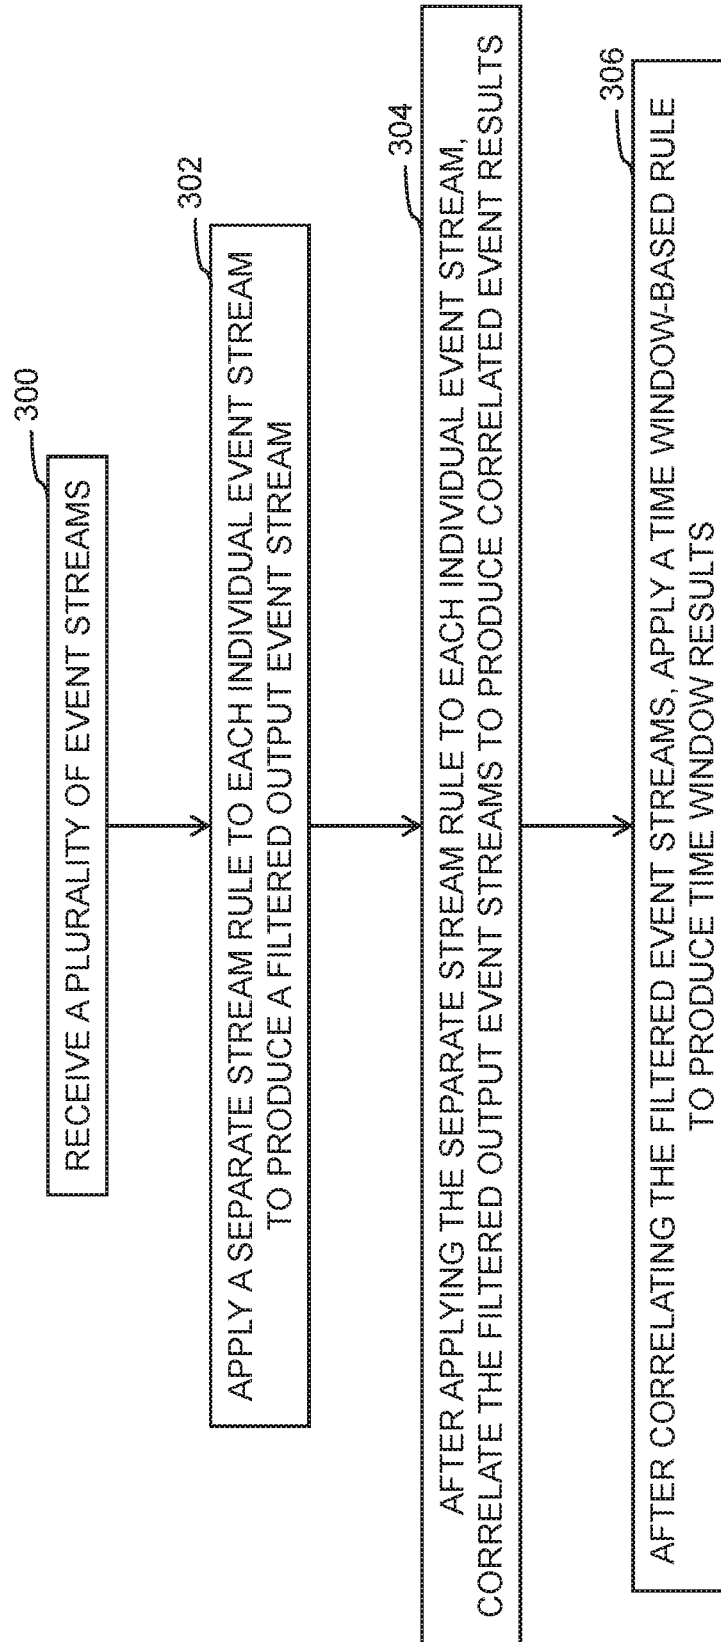 300
RECEIVE A PLURALITY OF EVENT STREAMS
302
APPLY A SEPARATE STREAM RULE TO EACH INDIVIDUAL EVENT STREAM
TO PRODUCE A FILTERED OUTPUT EVENT STREAM
304
AFTER APPLYING THE SEPARATE STREAM RULE TO EACH INDIVIDUAL EVENT STREAM,
CORRELATE THE FILTERED OUTPUT EVENT STREAMS TO PRODUCE CORRELATED EVENT RESULTS
306
AFTER CORRELATING THE FILTERED EVENT STREAMS, APPLY A TIME WINDOW-BASED RULE
TO PRODUCE TIME WINDOW RESULTS